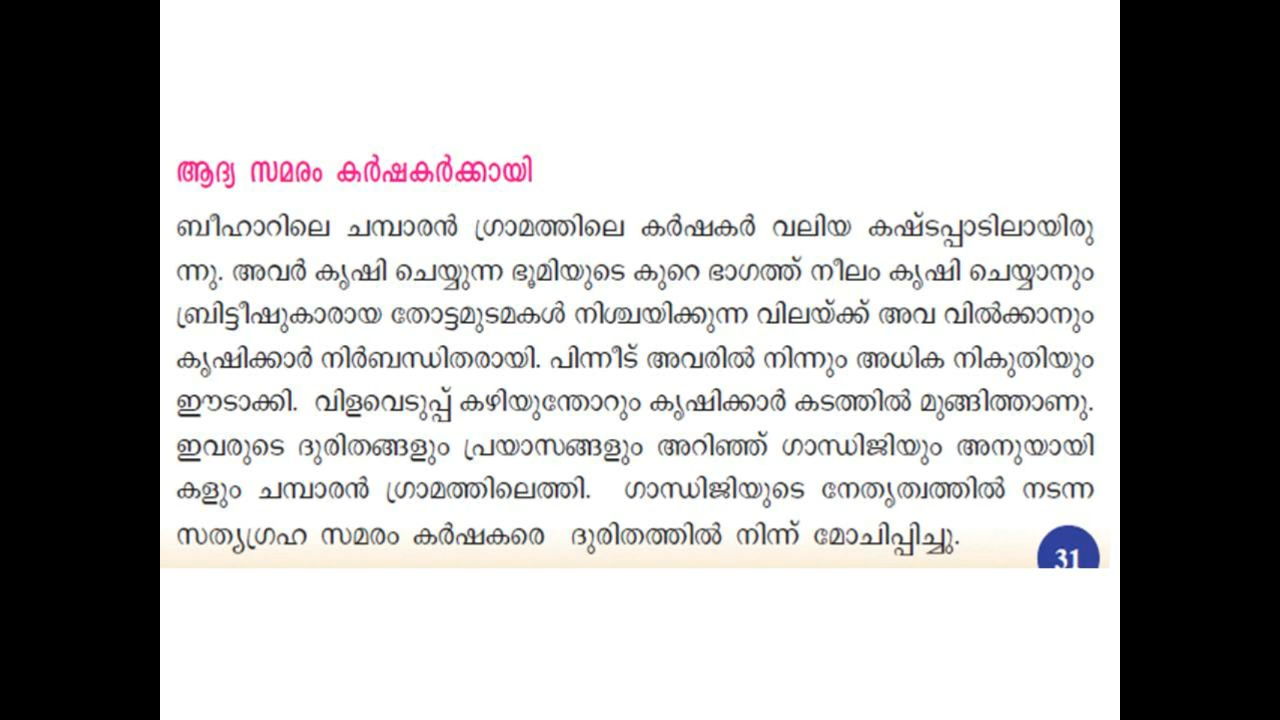 ആദ്യ സമരം കർഷകർക്കായി
ബീഹാറിലെ ചമ്പാരൻ ഗ്രാമത്തിലെ കർഷകർ വലിയ കഷ്ടപ്പാടിലായിരു
ന്നു. അവർ കൃഷി ചെയ്യുന്ന ഭൂമിയുടെ കുറെ ഭാഗത്ത് നീലം കൃഷി ചെയ്യാനും
ബ്രിട്ടീഷുകാരായ തോട്ടമുടമകൾ നിശ്ചയിക്കുന്ന വിലയ്ക്ക് അവ വിൽക്കാനും
കൃഷിക്കാർ നിർബന്ധിതരായി. പിന്നീട് അവരിൽ നിന്നും അധിക നികുതിയും
ഈടാക്കി. വിളവെടുപ്പ് കഴിയുന്തോറും കൃഷിക്കാർ കടത്തിൽ മുങ്ങിത്താണു.
ഇവരുടെ ദുരിതങ്ങളും പ്രയാസങ്ങളും അറിഞ്ഞ് ഗാന്ധിജിയും അനുയായി
കളും ചമ്പാരൻ ഗ്രാമത്തിലെത്തി. ഗാന്ധിജിയുടെ നേതൃത്വത്തിൽ നടന്ന
സത്യഗ്രഹ സമരം കർഷകരെ ദുരിതത്തിൽ നിന്ന് മോചിപ്പിച്ചു.
31